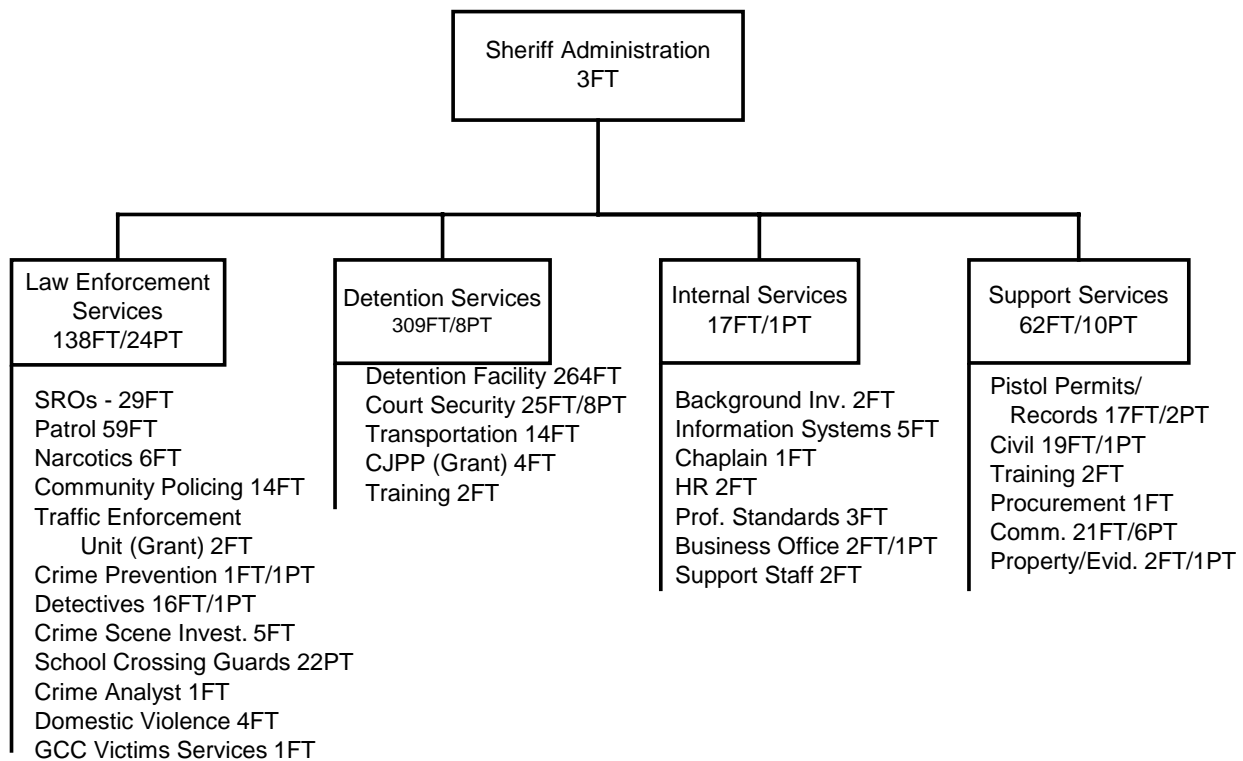 Sheriff Administration
3FT
Law Enforcement
Services
138FT/24PT
SROs - 29FT
Patrol 59FT
Narcotics 6FT
Community Policing 14FT
Traffic Enforcement
Unit (Grant) 2FT
Crime Prevention 1FT/1PT
Detectives 16FT/1PT
Crime Scene Invest. 5FT
School Crossing Guards 22PT
Crime Analyst 1FT
Domestic Violence 4FT
GCC Victims Services 1FT
Detention Services
309FT/8PT
Detention Facility 264FT
Court Security 25FT/8PT
Transportation 14FT
CJPP (Grant) 4FT
Training 2FT
Internal Services
17FT/1PT
Background Inv. 2FT
Information Systems 5FT
Chaplain 1FT
HR 2FT
Prof. Standards 3FT
Business Office 2FT/1PT
Support Staff 2FT
Support Services
62FT/10PT
Pistol Permits/
Records 17FT/2PT
Civil 19FT/1PT
Training 2FT
Procurement 1FT
Comm. 21FT/6PT
Property/Evid. 2FT/1PT